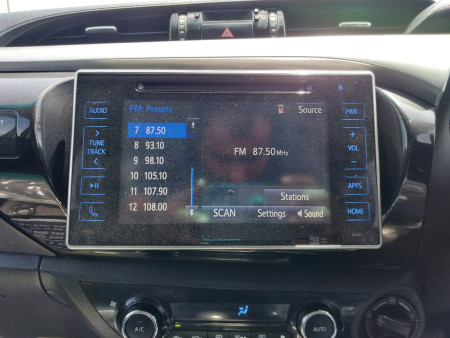 AUDIO
FM: Presets
Source
PWR
7 87.50
8 93.10
9 98.10
10 105.10
11 107.90
12 108.00
TUNE
TRACK
FM 87.50 MHz
+
VOL
-
Stations
APPS
SCAN
Settings
Sound
HOME
A/C
AUTO